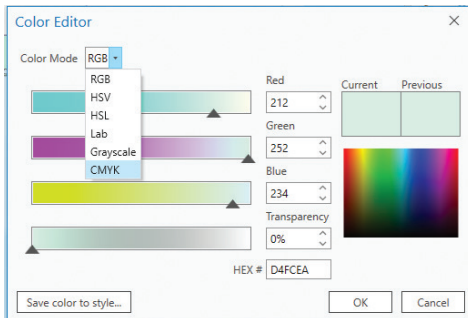 Color Editor
Color Mode RGB
RGB
HSV
HSL
Lab
Grayscale
CMYK
Red
212
Green
252
Blue
234
Transparency
0%
HEX # D4FCEA
Current Previous
Save color to style...
OK Cancel